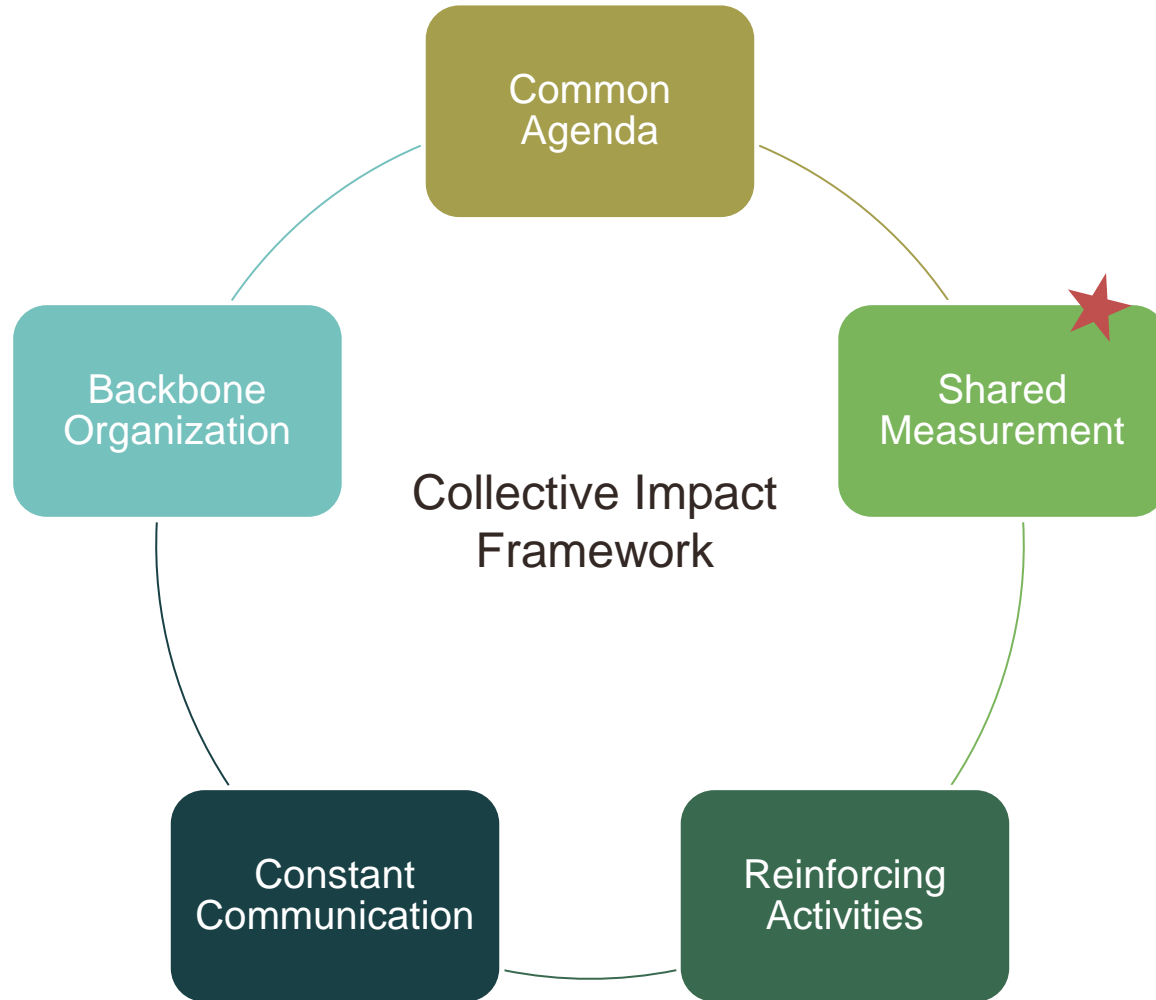 Common
Agenda
Shared
Measurement
Reinforcing
Activities
Constant
Communication
Backbone
Organization
Collective Impact
Framework